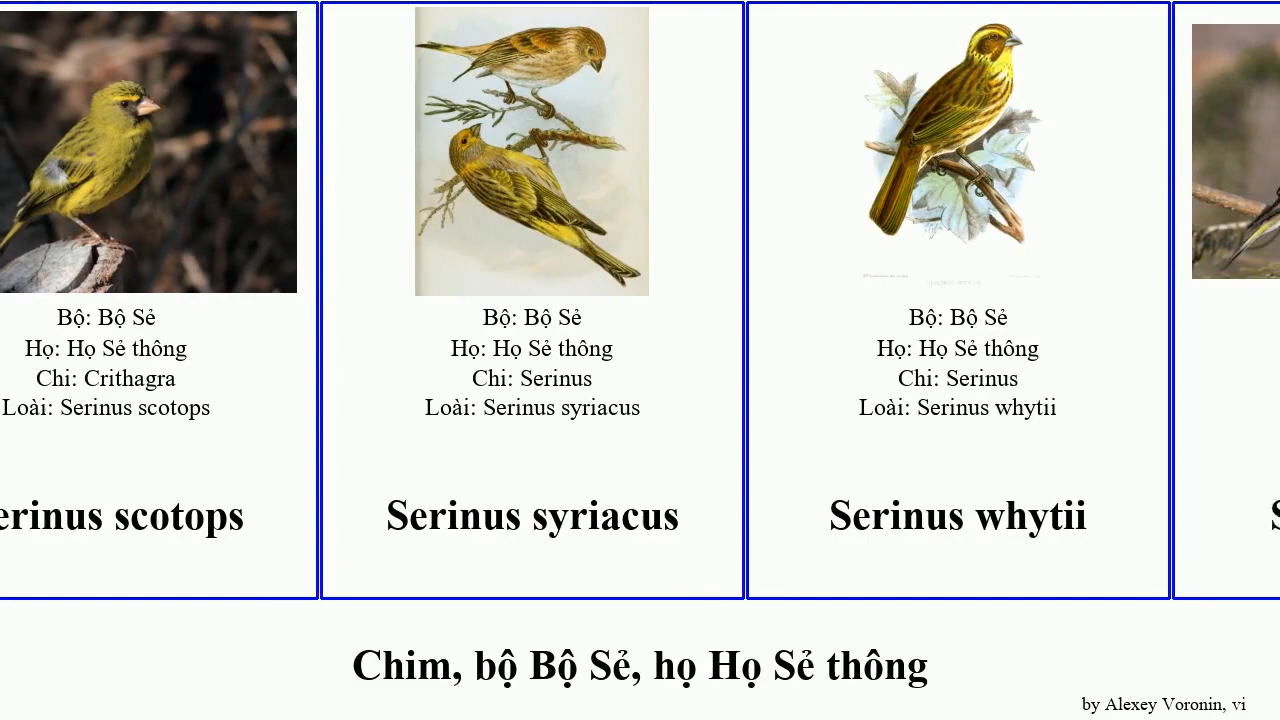 Bộ: Bộ Sẻ
Họ: Họ Sẻ thông
Chi: Crithagra
Loài: Serinus scotops
erinus scotops
Bộ: Bộ Sẻ
Họ: Họ Sẻ thông
Chi: Serinus
Loài: Serinus syriacus
Serinus syriacus
Bộ: Bộ Sẻ
Họ: Họ Sẻ thông
Chi: Serinus
Loài: Serinus whytii
Serinus whytii
Chim, bộ Bộ Sẻ, họ Họ Sẻ thông
by Alexey Voronin, vi